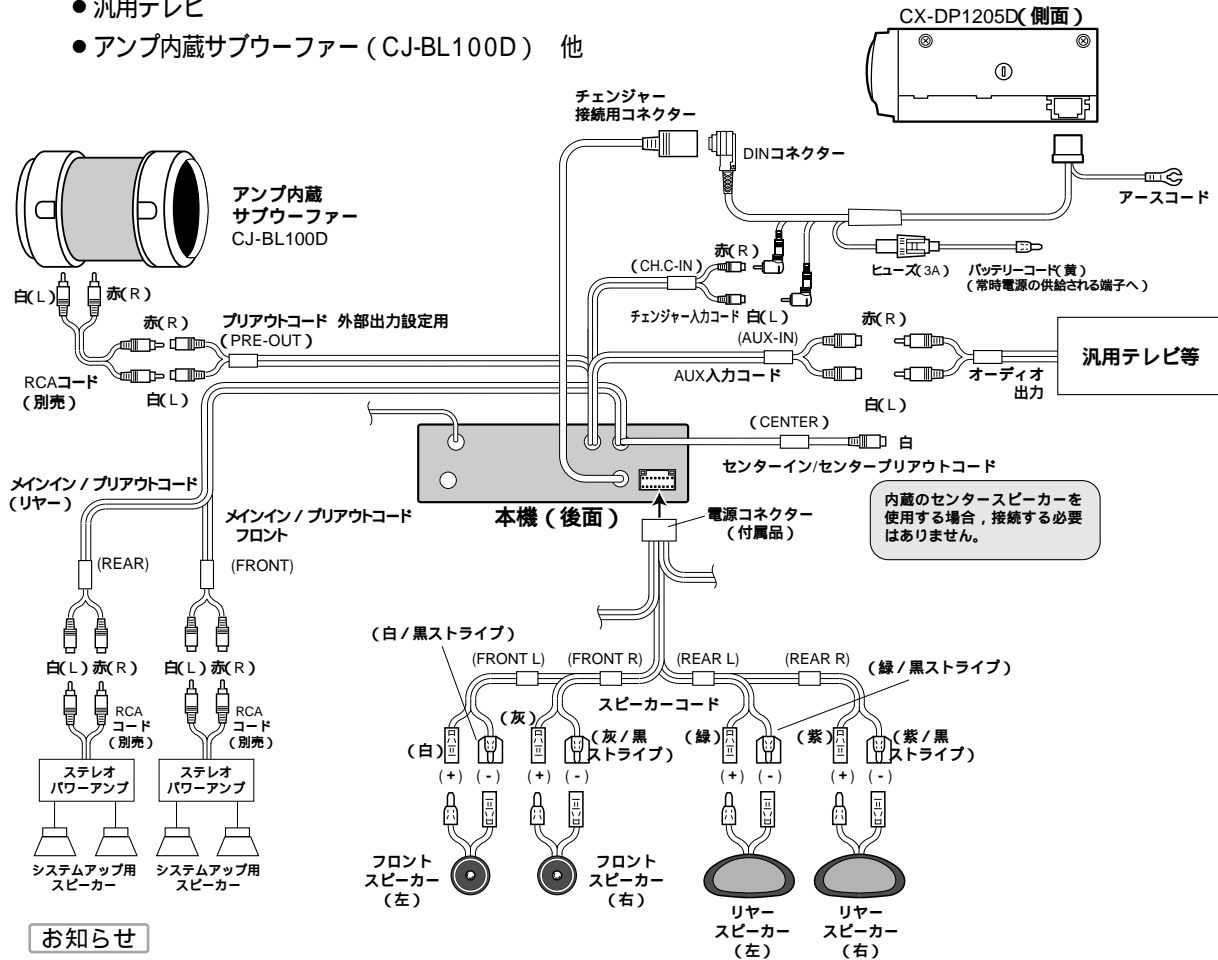 ● 汎用テレビ
● アンプ内蔵サブウーファー(CJ-BL100D) 他
CX-DP1205D(側面)
チェンジャー
接続用コネクター
DINコネクター
アースコード
アンプ内蔵
サブウーファー
CJ-BL100D
(CH.C-IN)
赤(R)
ヒューズ(3A)
バッテリーコード(黄)
(常時電源の供給される端子へ)
白(L)
赤(R)
チェンジャー入力コード 白(L)
赤(R)
プリアウトコード 外部出力設定用
(PRE-OUT)
(AUX-IN)
赤(R)
汎用テレビ等
RCAコード
(別売)
白(L)
AUX入力コード
オーディオ
出力
白(L)
(CENTER)
白
センターイン/センタープリアウトコード
メインイン / プリアウトコード
(リヤー)
メインイン / プリアウトコード
フロント
本機(後面)
電源コネクター
(付属品)
内蔵のセンタースピーカーを
使用する場合,接続する必要
はありません。
(REAR)
(FRONT)
(白 / 黒ストライプ)
(FRONT L)
(FRONT R)
(REAR L)
(REAR R)
(緑 / 黒ストライプ)
白(L) 赤(R)
白(L) 赤(R)
スピーカーコード
RCA
コード
(別売)
RCA
コード
(別売)
(白)
(灰)
(灰 / 黒
ストライプ)
(緑)
(紫)
(紫 / 黒
ストライプ)
(+) (-)
(+) (-)
(+) (-)
(+) (-)
ステレオ
パワーアンプ
ステレオ
パワーアンプ
システムアップ用
スピーカー
システムアップ用
スピーカー
フロント
スピーカー
(左)
フロント
スピーカー
(右)
リヤー
スピーカー
(左)
リヤー
スピーカー
(右)
お知らせ